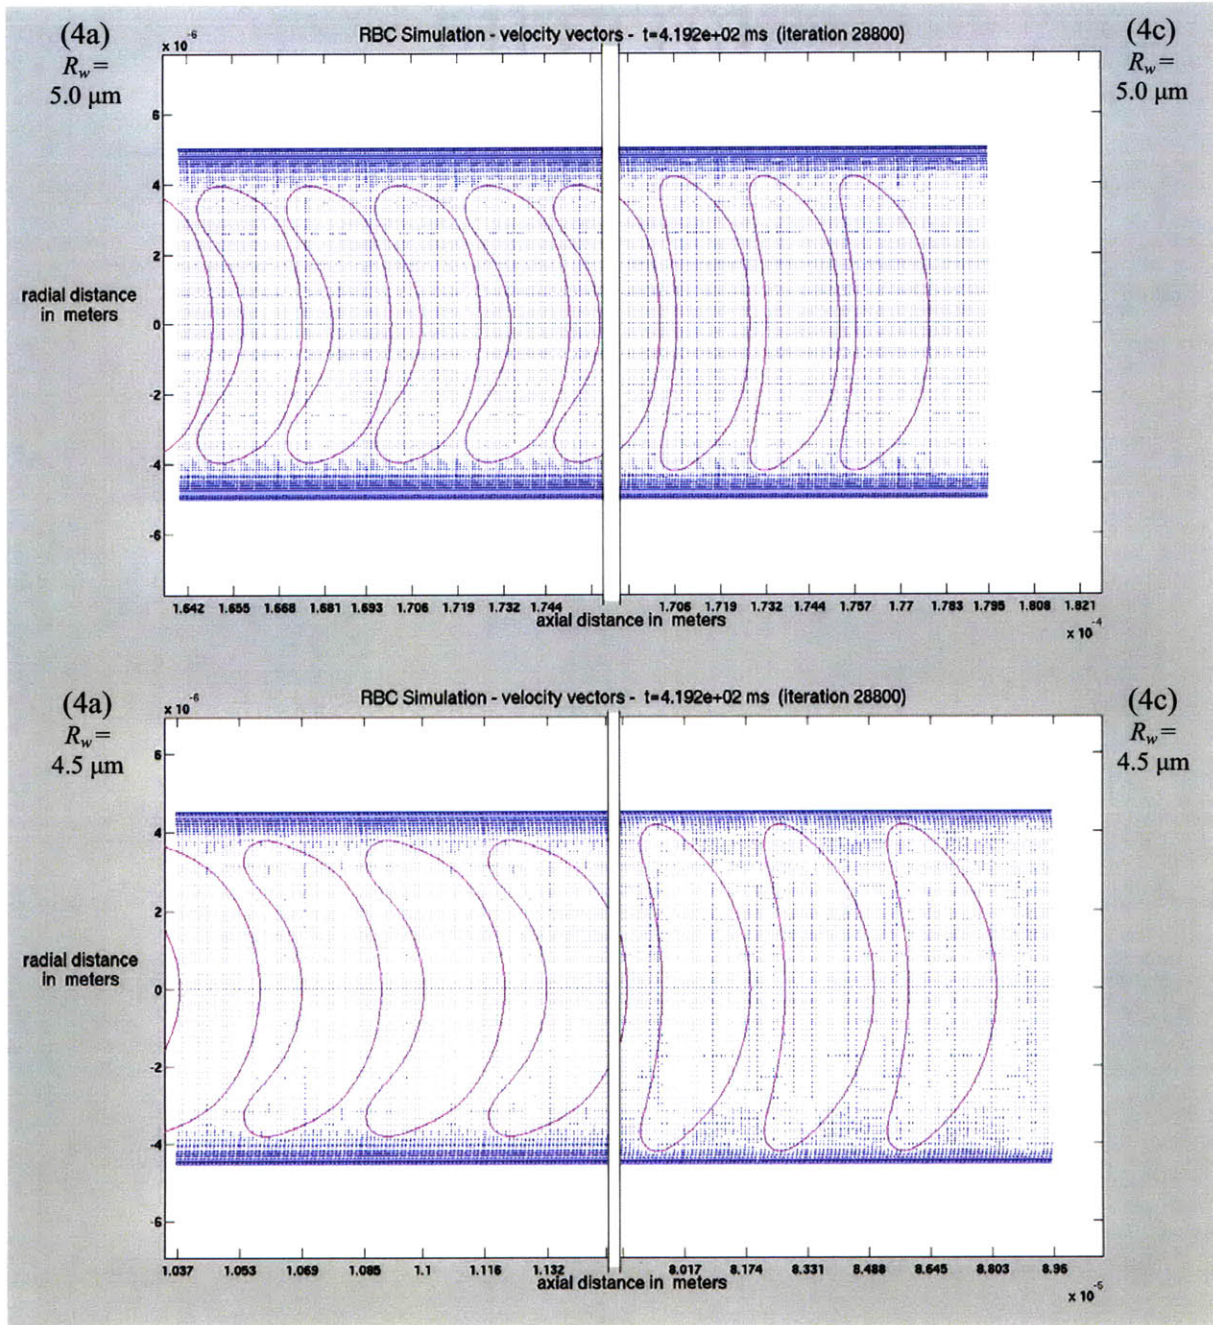 (4a)
R_w =
5.0 μm
x 10^-6
RBC Simulation - velocity vectors - t=4.192e+02 ms (iteration 28800)
(4c)
R_w =
5.0 μm
6
4
2
radial distance
in meters
0
-2
-4
-6
1.642 1.655 1.668 1.681 1.693 1.706 1.719 1.732 1.744 1.706 1.719 1.732 1.744 1.757 1.77 1.783 1.795 1.808 1.821
axial distance in meters
x 10^-4
(4a)
R_w =
4.5 μm
x 10^-6
RBC Simulation - velocity vectors - t=4.192e+02 ms (iteration 28800)
(4c)
R_w =
4.5 μm
6
4
2
radial distance
in meters
0
-2
-4
-6
1.037 1.053 1.069 1.085 1.1 1.116 1.132 8.017 8.174 8.331 8.488 8.645 8.803 8.96
axial distance in meters
x 10^-5